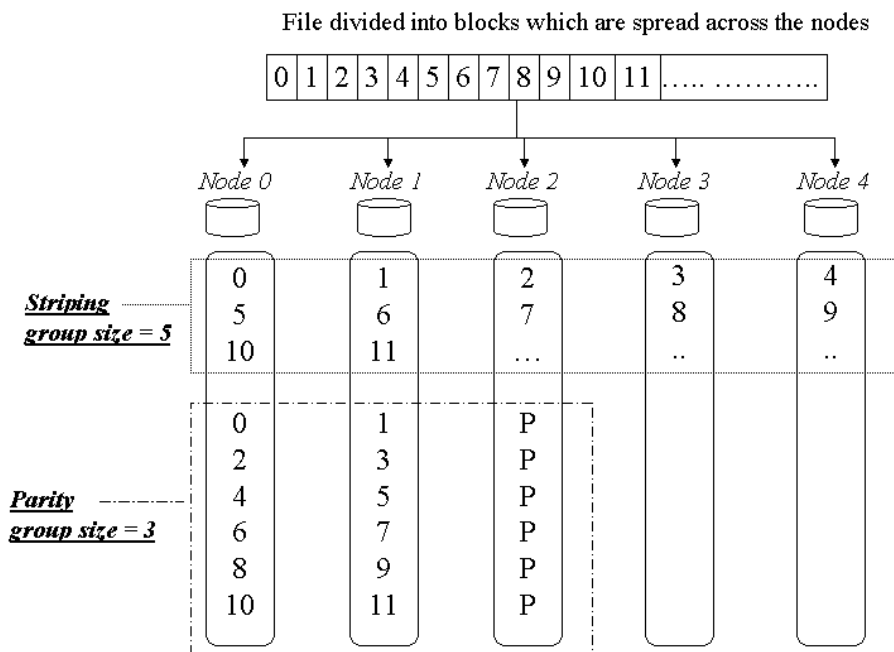 File divided into blocks which are spread across the nodes
0 1 2 3 4 5 6 7 8 9 10 11 ..... ...........
Node 0 Node 1 Node 2 Node 3 Node 4
0 1 2 3 4
Striping
group size = 5
5 6 7 8 9
10 11 ... .. ..
0 1 P
2 3 P
Parity
group size = 3
4 5 P
6 7 P
8 9 P
10 11 P